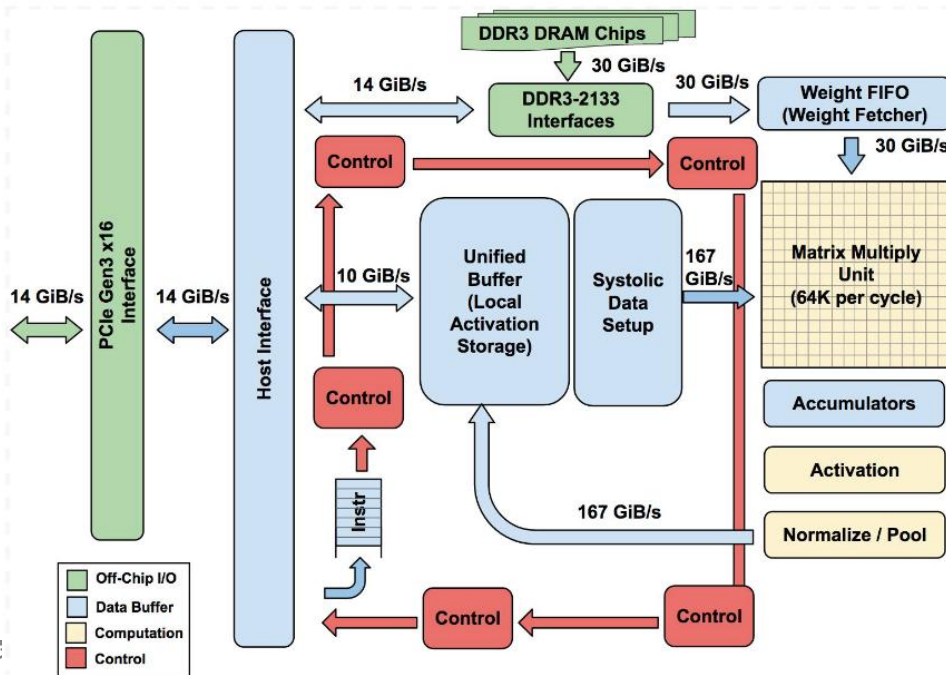 DDR3 DRAM Chips
30 GiB/s
14 GiB/s
30 GiB/s
DDR3-2133
Interfaces
Weight FIFO
(Weight Fetcher)
30 GiB/s
Control
Control
PCIe Gen3 x16
Interface
Host Interface
14 GiB/s
14 GiB/s
10 GiB/s
Unified
Buffer
(Local
Activation
Storage)
Systolic
Data
Setup
167
GiB/s
Matrix Multiply
Unit
(64K per cycle)
Control
Accumulators
Activation
Instr
167 GiB/s
Normalize / Pool
Control
Control
Off-Chip I/O
Data Buffer
Computation
Control